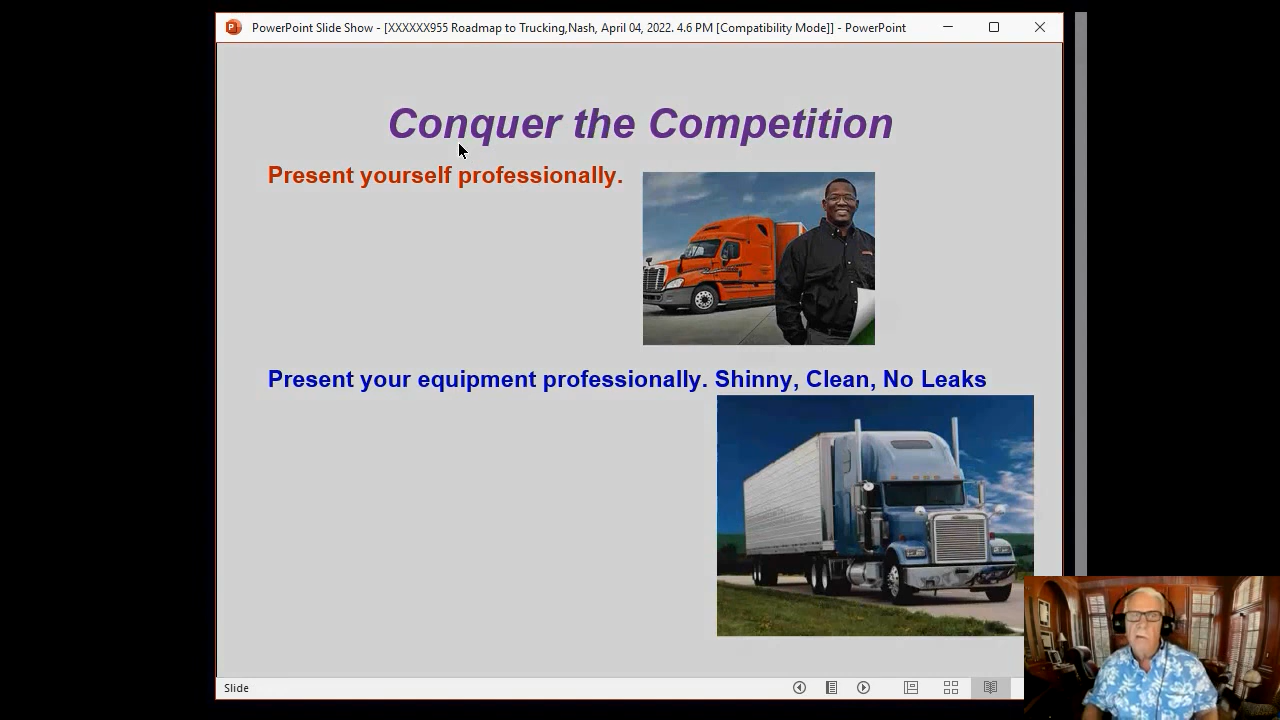 PowerPoint Slide Show - [XXXXXX955 Roadmap to Trucking,Nash, April 04, 2022. 4.6 PM [Compatibility Mode]] - PowerPoint
Conquer the Competition
Present yourself professionally.
Present your equipment professionally. Shinny, Clean, No Leaks
Slide